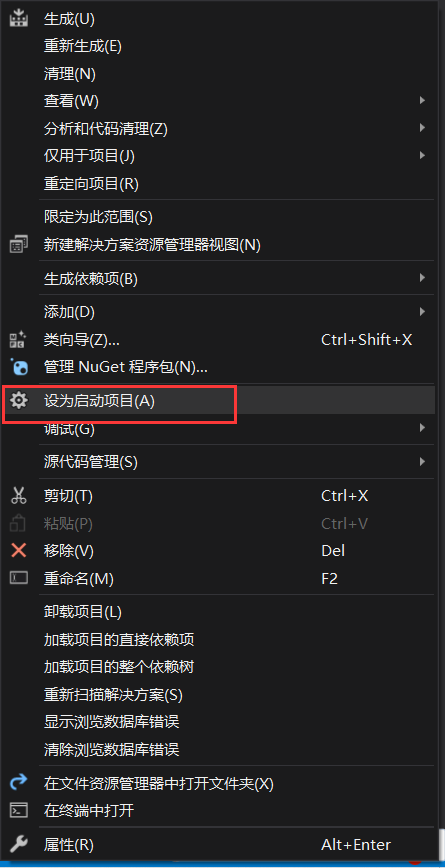 生成(U)
重新生成(E)
清理(N)
查看(W)
分析和代码清理(Z)
仅用于项目(J)
重定向项目(R)
限定为此范围(S)
新建解决方案资源管理器视图(N)
生成依赖项(B)
添加(D)
类向导(Z)... Ctrl+Shift+X
管理 NuGet 程序包(N)...
设为启动项目(A)
调试(G)
源代码管理(S)
剪切(T) Ctrl+X
粘贴(P) Ctrl+V
移除(V) Del
重命名(M) F2
卸载项目(L)
加载项目的直接依赖项
加载项目的整个依赖树
重新扫描解决方案(S)
显示浏览数据库错误
清除浏览数据库错误
在文件资源管理器中打开文件夹(X)
在终端中打开
属性(R) Alt+Enter